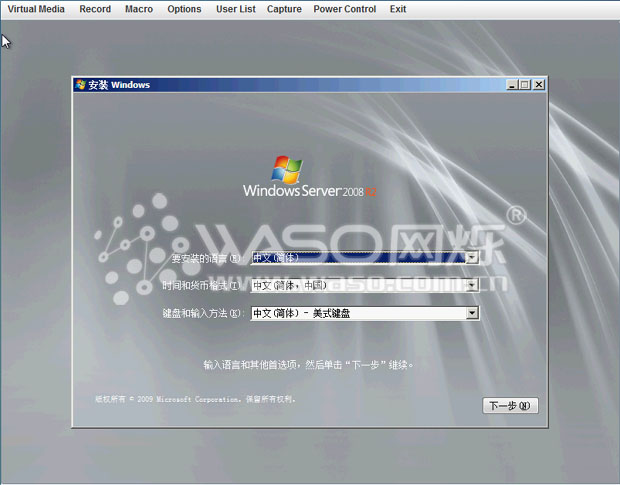 Virtual Media Record Macro Options User List Capture Power Control Exit
安装 Windows
Windows Server 2008 R2
WASO网烁®
www.waso.com.cn
要安装的语言(E): 中文(简体)
时间和货币格式(T): 中文(简体，中国)
键盘和输入方法(K): 中文(简体) - 美式键盘
输入语言和其他首选项，然后单击“下一步”继续。
版权所有 © 2009 Microsoft Corporation。保留所有权利。
下一步(N)